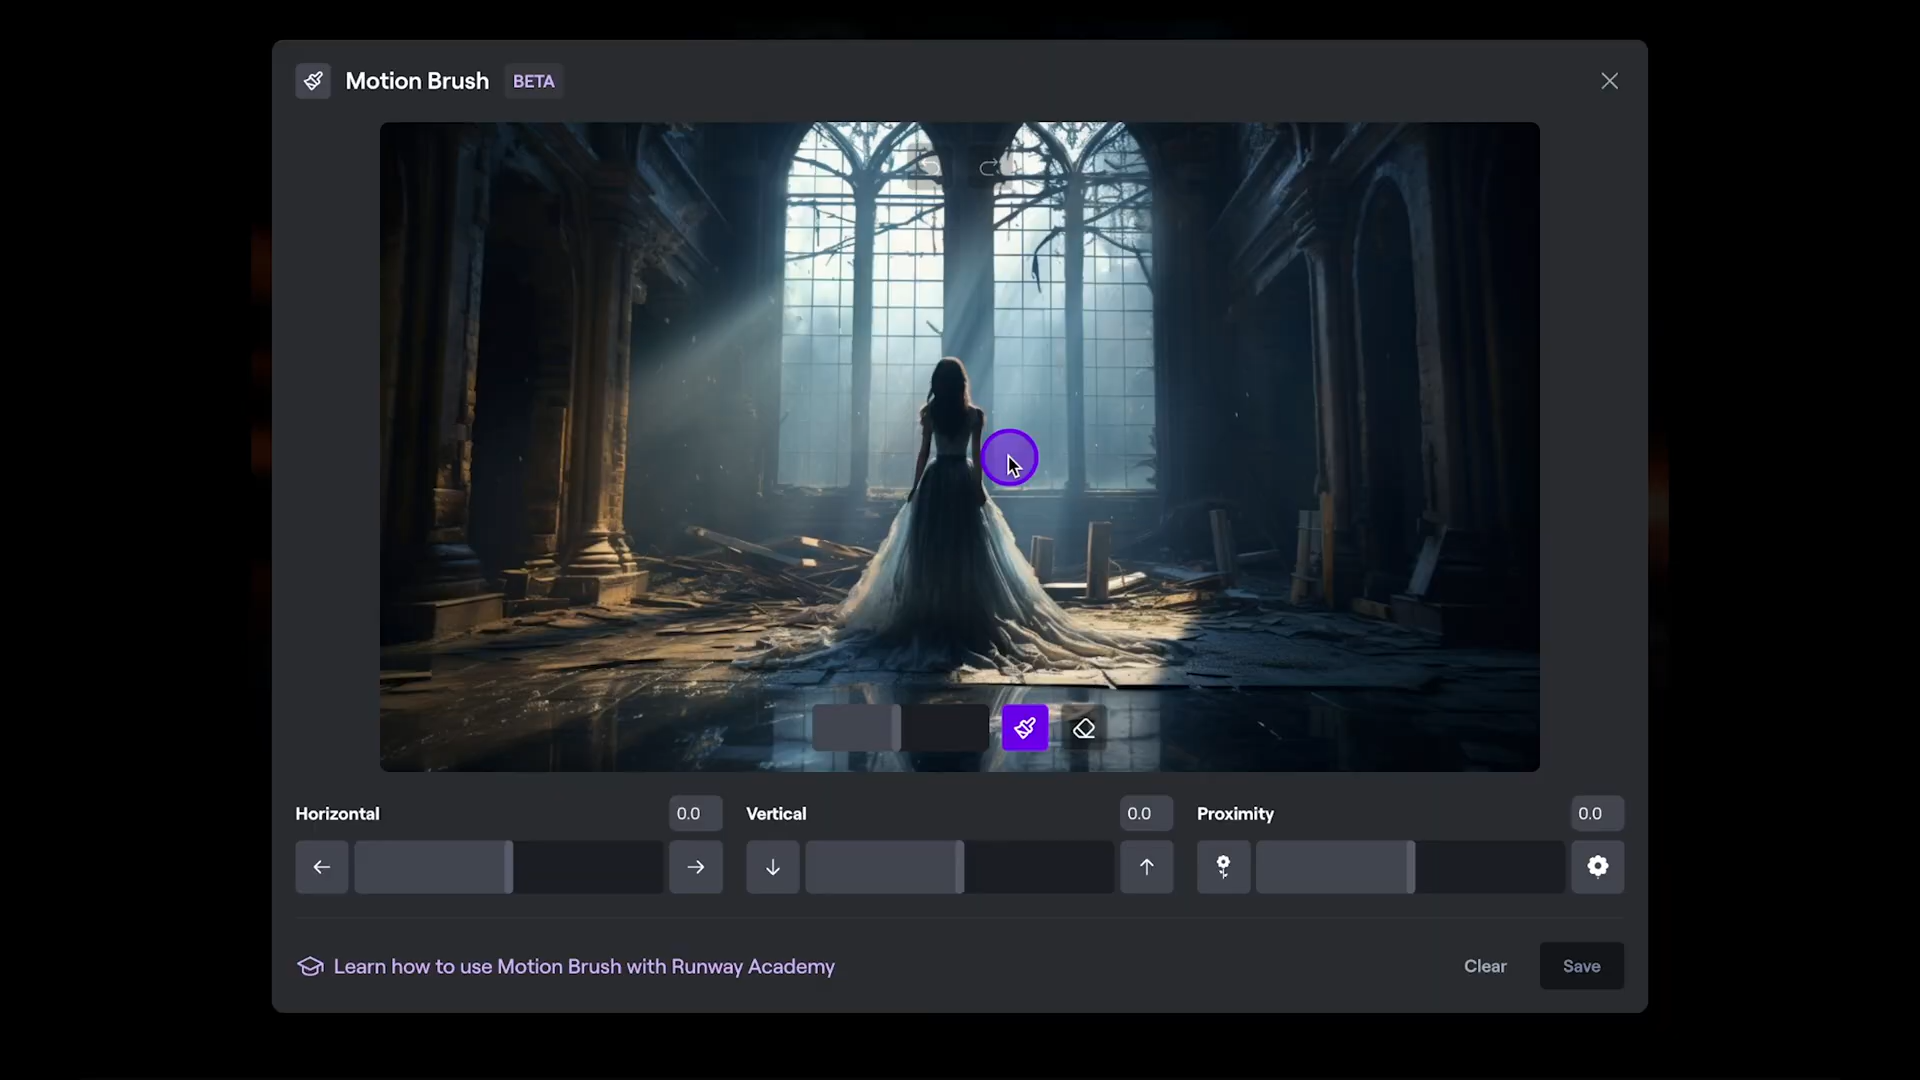 Motion Brush BETA
Horizontal 0.0 Vertical 0.0 Proximity 0.0
Learn how to use Motion Brush with Runway Academy Clear Save